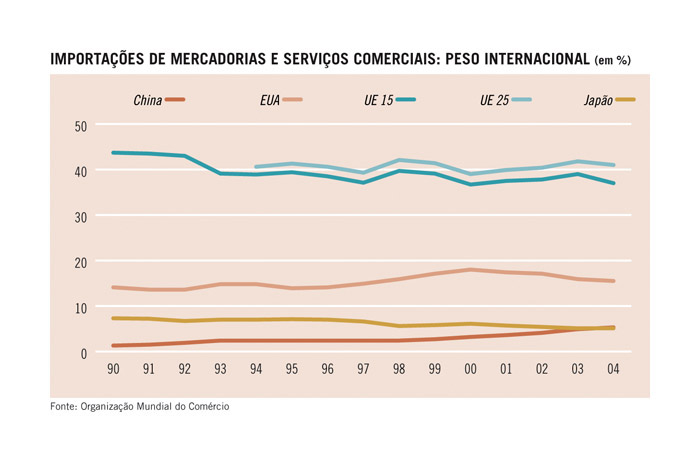 IMPORTAÇÕES DE MERCADORIAS E SERVIÇOS COMERCIAIS: PESO INTERNACIONAL (em %)
China EUA UE 15 UE 25 Japão
50
40
30
20
10
0
90 91 92 93 94 95 96 97 98 99 00 01 02 03 04
Fonte: Organização Mundial do Comércio